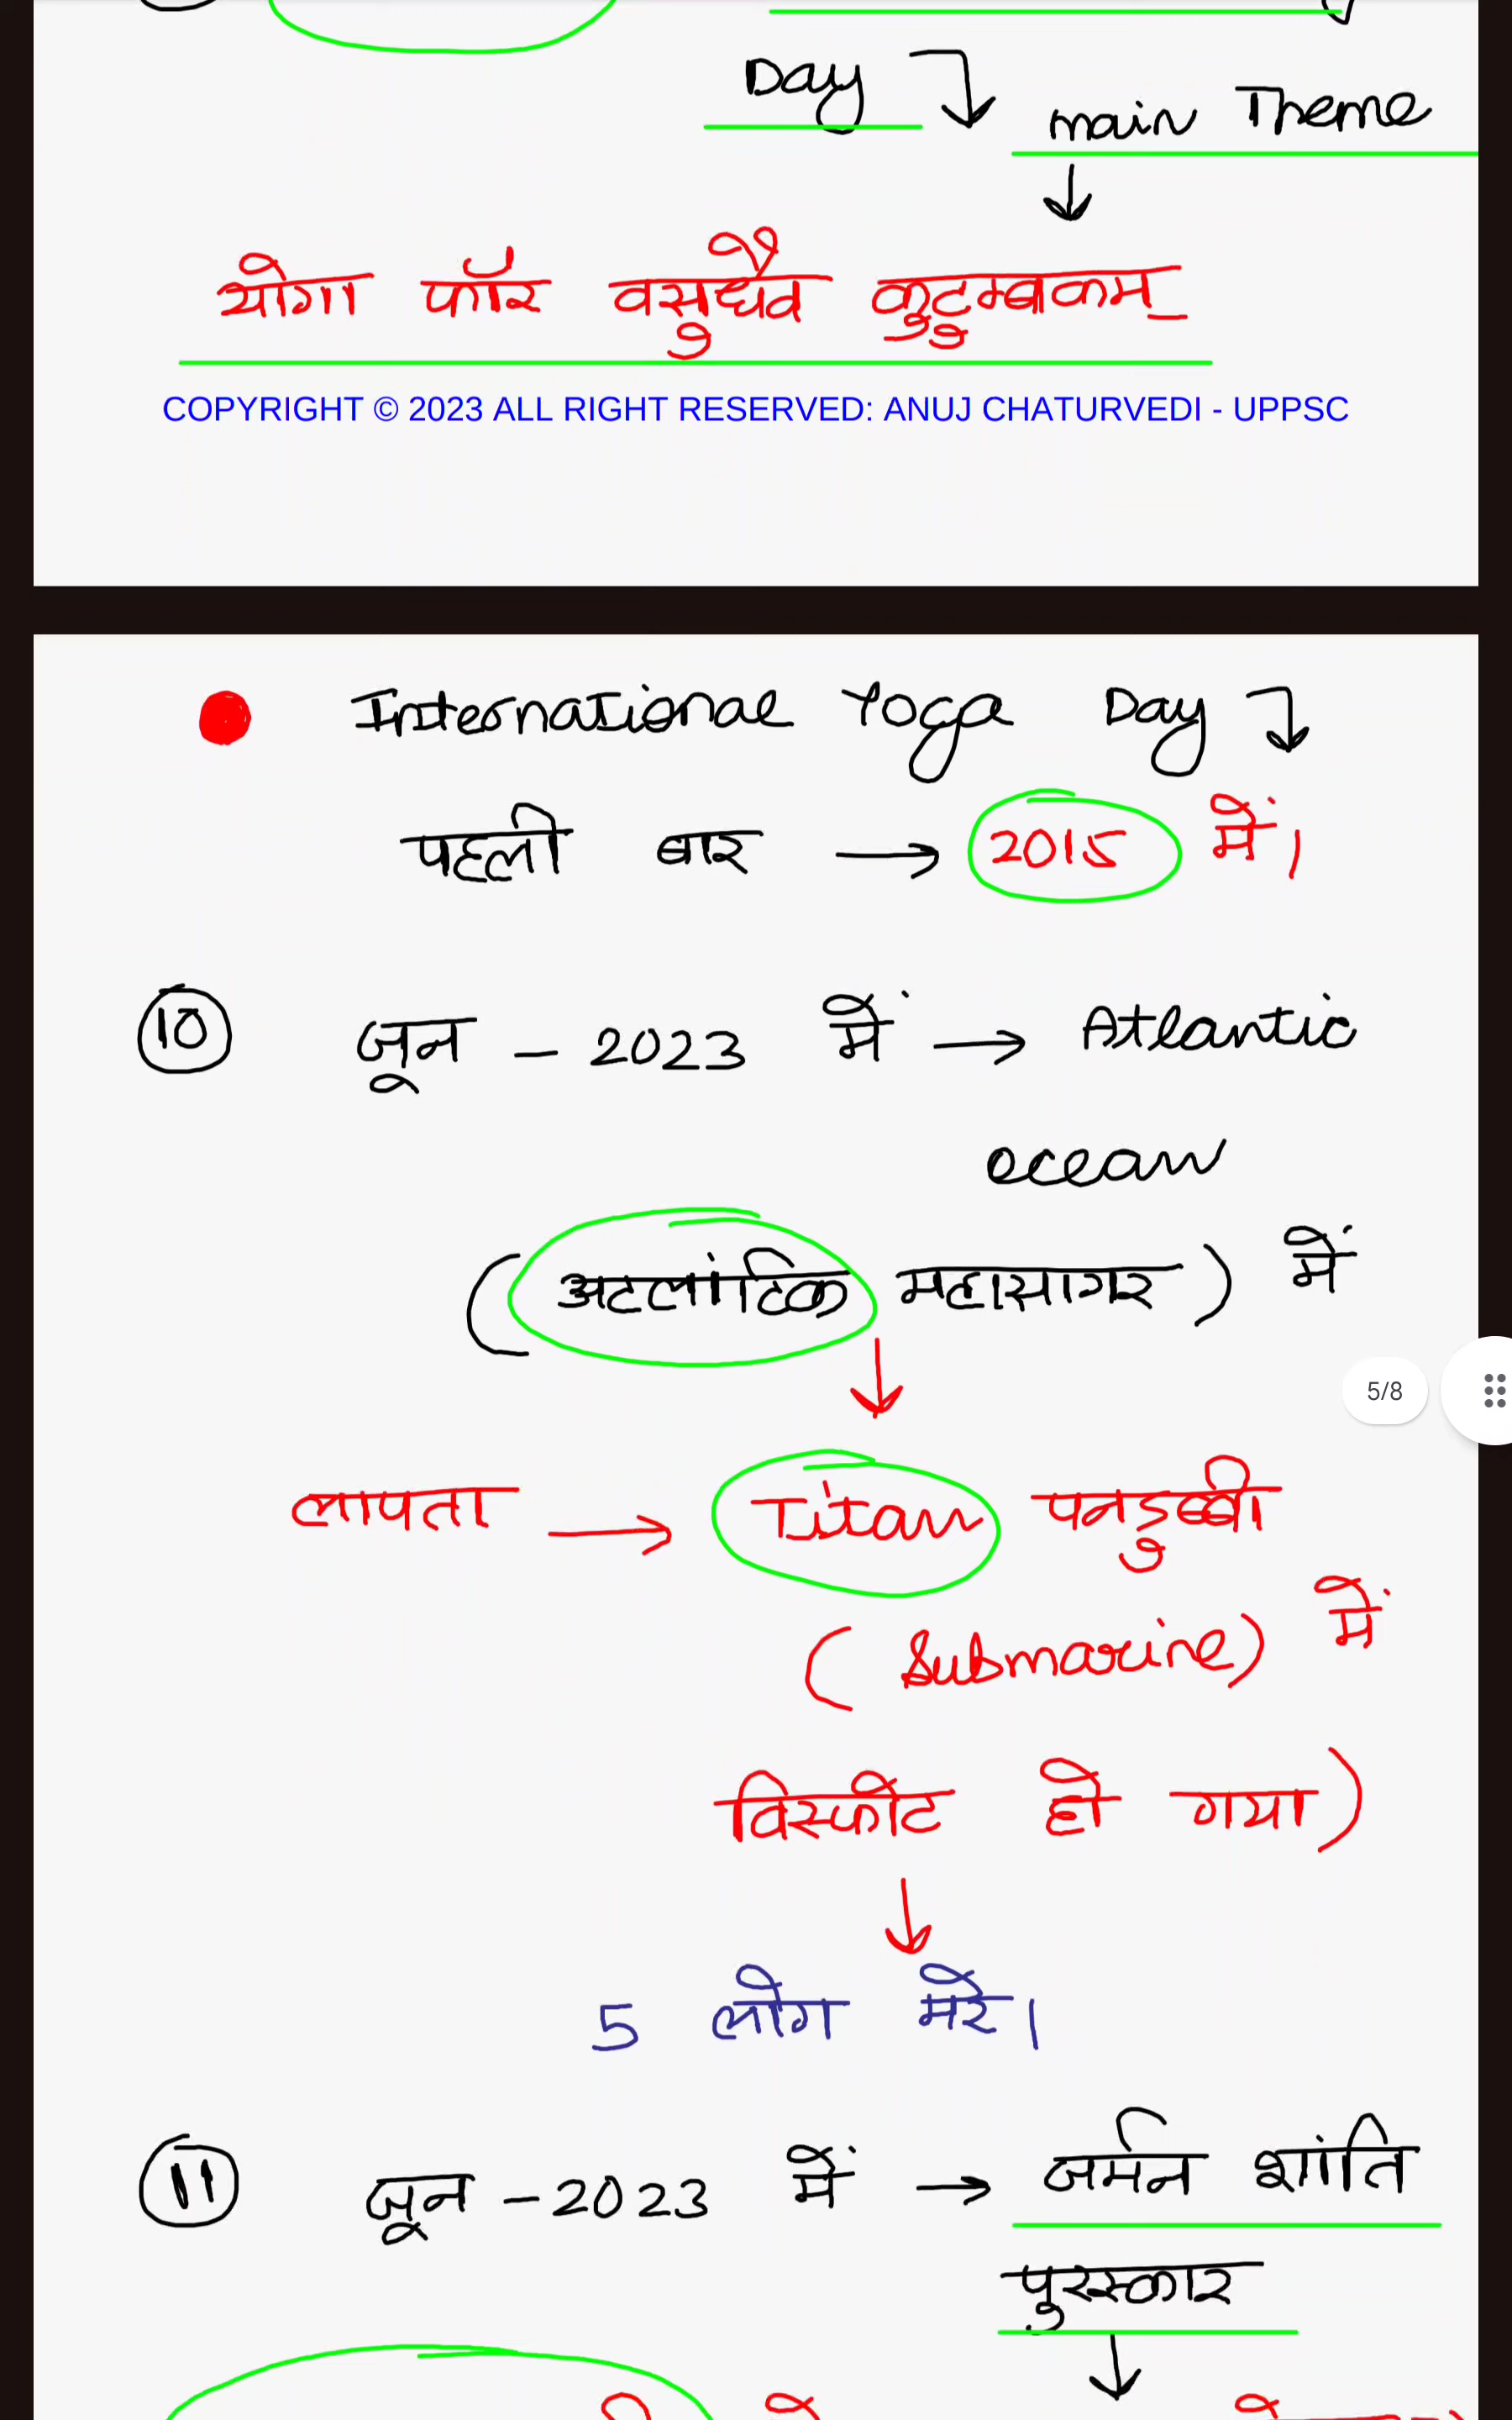 Day
main Theme
योगा फॉर वसुधैव कुटुम्बकम्
COPYRIGHT © 2023 ALL RIGHT RESERVED: ANUJ CHATURVEDI - UPPSC
International Yoga Day
पहली बार → 2015 में।
10 जून - 2023 में → Atlantic
ocean
(अटलांटिक महासागर) में
लापता → Titan पनडुब्बी
(Submarine) में
विस्फोट हो गया)
5 लोग मरे।
5/8
11 जून - 2023 में → जर्मन शांति
पुरस्कार